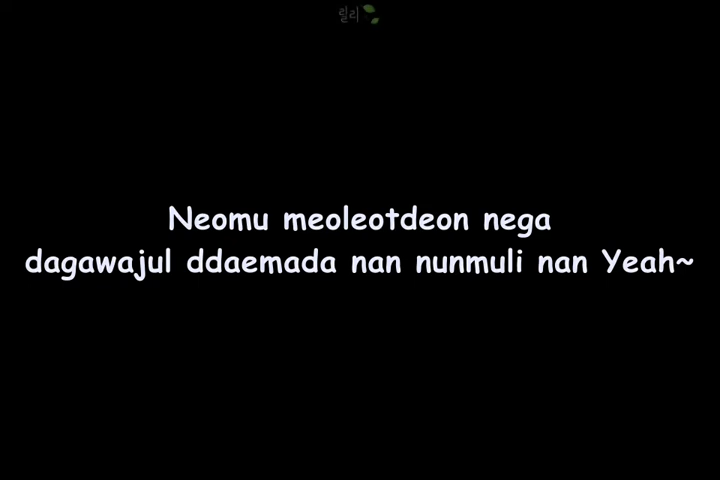 릴리
Neomu meoleotdeon nega
dagawajul ddaemada nan nunmuli nan Yeah~